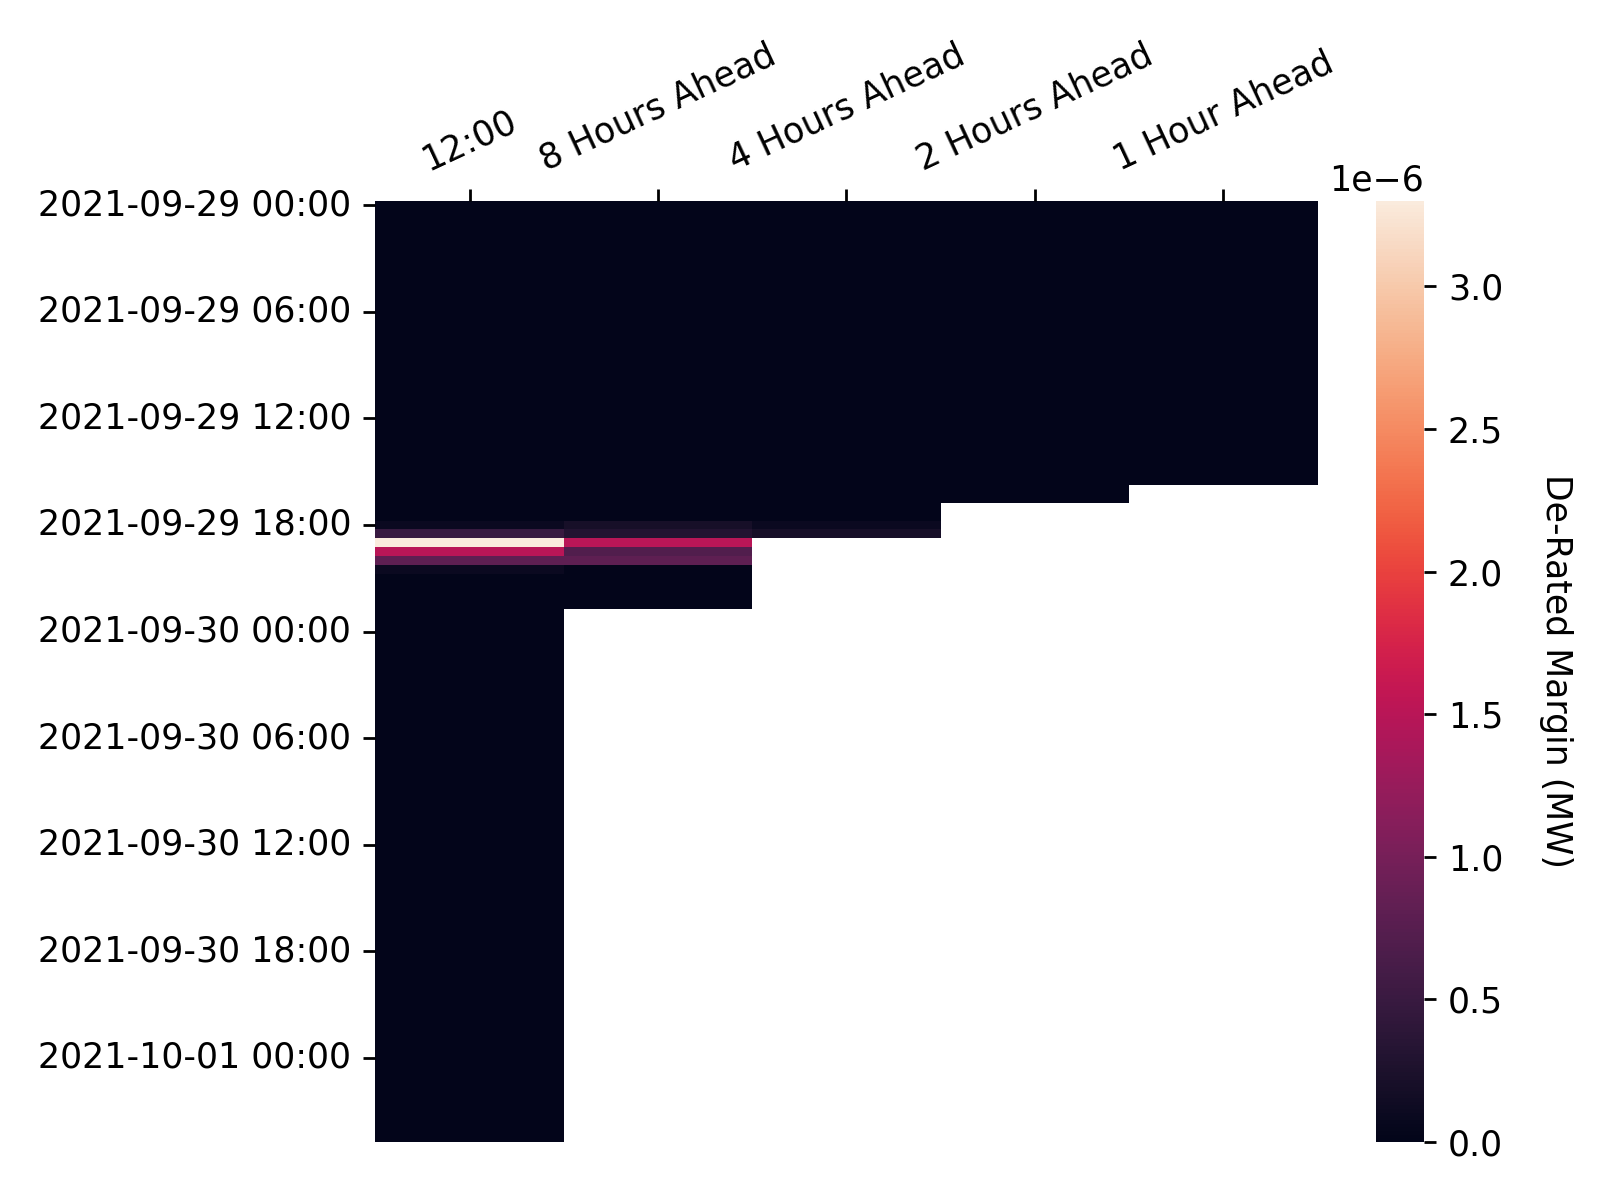 12:00
8 Hours Ahead
4 Hours Ahead
2 Hours Ahead
1 Hour Ahead
1e−6
2021-09-29 00:00
2021-09-29 06:00
2021-09-29 12:00
2021-09-29 18:00
2021-09-30 00:00
2021-09-30 06:00
2021-09-30 12:00
2021-09-30 18:00
2021-10-01 00:00
3.0
2.5
2.0
1.5
1.0
0.5
0.0
De-Rated Margin (MW)